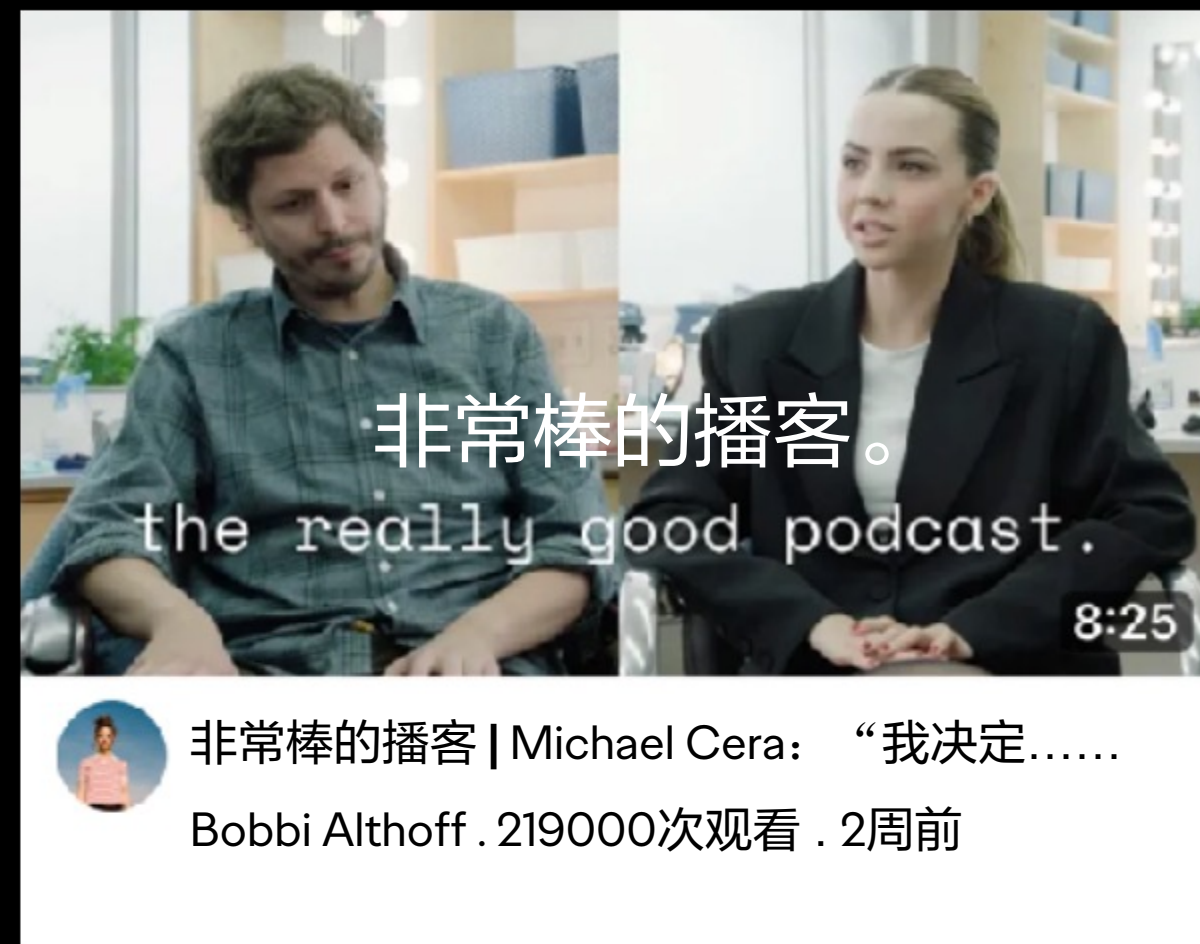 非常棒的播客。
the really good podcast.
8:25
非常棒的播客 | Michael Cera：“我决定……
Bobbi Althoff . 219000次观看 . 2周前